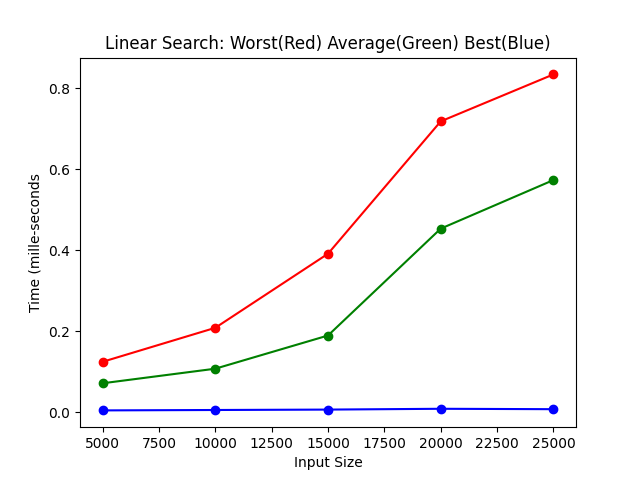 Linear Search: Worst(Red) Average(Green) Best(Blue)
0.8
0.6
0.4
0.2
0.0
Time (mille-seconds
5000 7500 10000 12500 15000 17500 20000 22500 25000
Input Size